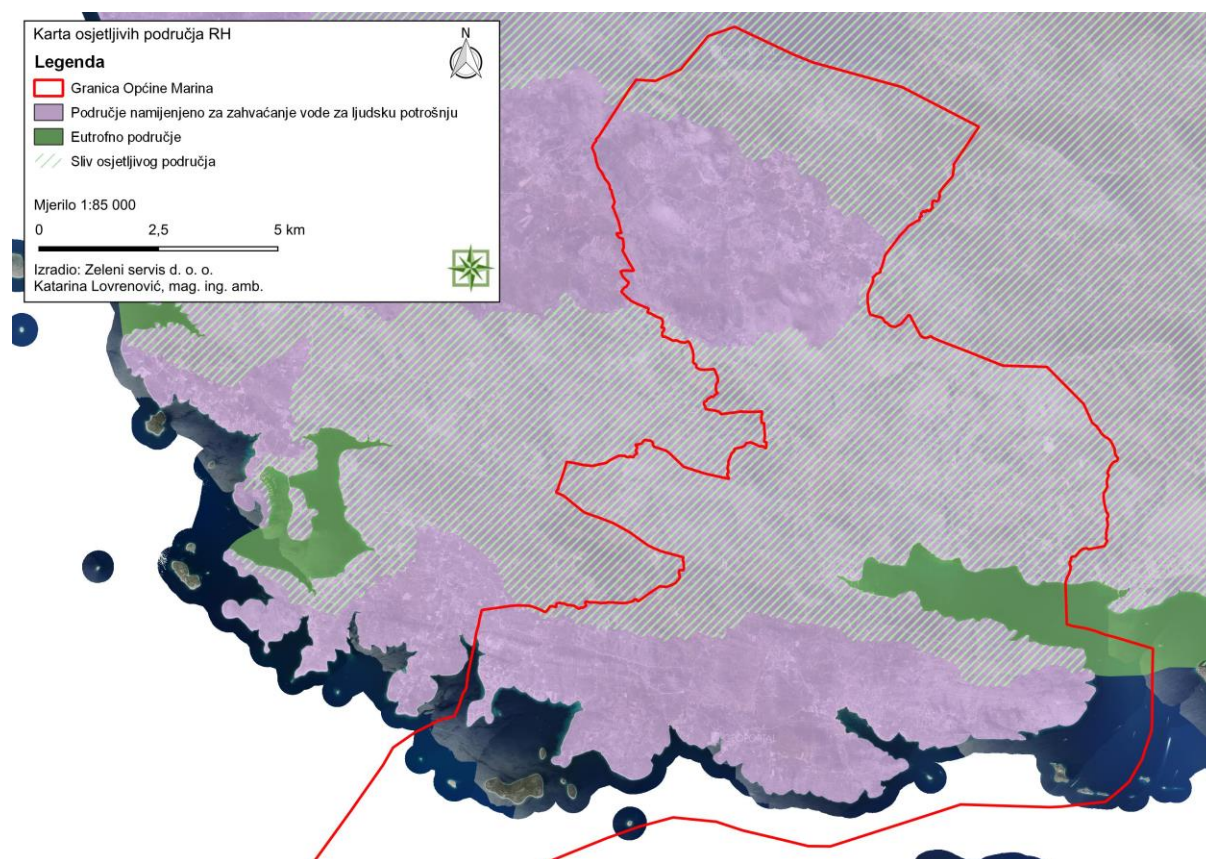 Karta osjetljivih područja RH
N
Legenda
Granica Općine Marina
Područje namijenjeno za zahvaćanje vode za ljudsku potrošnju
Eutrofno područje
Sliv osjetljivog područja
Mjerilo 1:85 000
0 2,5 5 km
Izradio: Zeleni servis d. o. o.
Katarina Lovrenović, mag. ing. amb.
GEOPORTAL